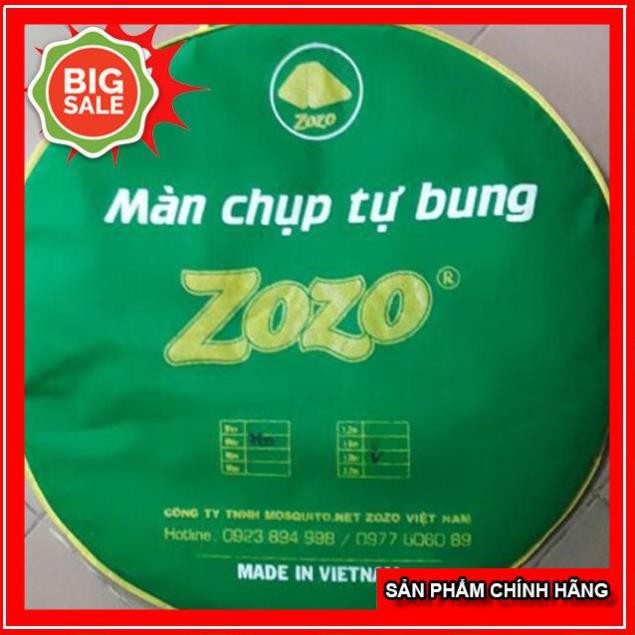 BIG
SALE
ZOZO
Màn chụp tự bung
ZOZO®
CÔNG TY TNHH MOSQUITO.NET ZOZO VIỆT NAM
Hotline: 0923 894 998 / 0977 6060 89
MADE IN VIETNAM
SẢN PHẨM CHÍNH HÃNG